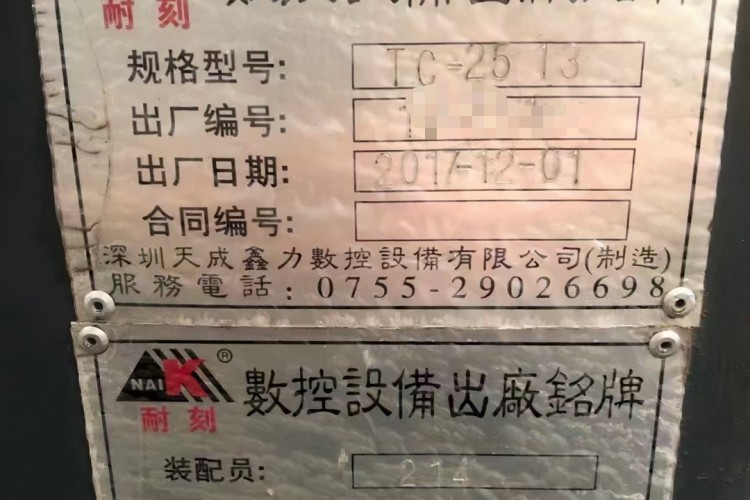 耐刻
规格型号: TC-2513
出厂编号: 1
出厂日期: 2017-12-01
合同编号:
深圳天成鑫力數控設備有限公司(制造)
服務電話: 0755-29026698
NAIK®
耐刻
數控設備出廠銘牌
装配员: 214